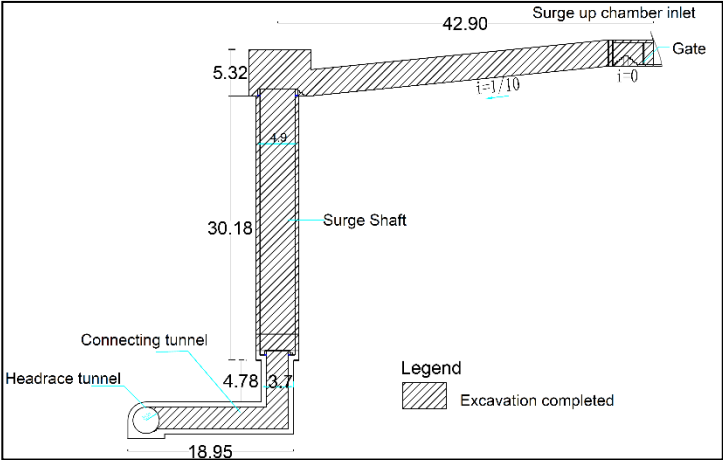 Surge up chamber inlet
42.90
Gate
5.32
i=0
i=1/10
4.9
30.18
Surge Shaft
Connecting tunnel
Legend
4.78
3.7
Headrace tunnel
Excavation completed
18.95